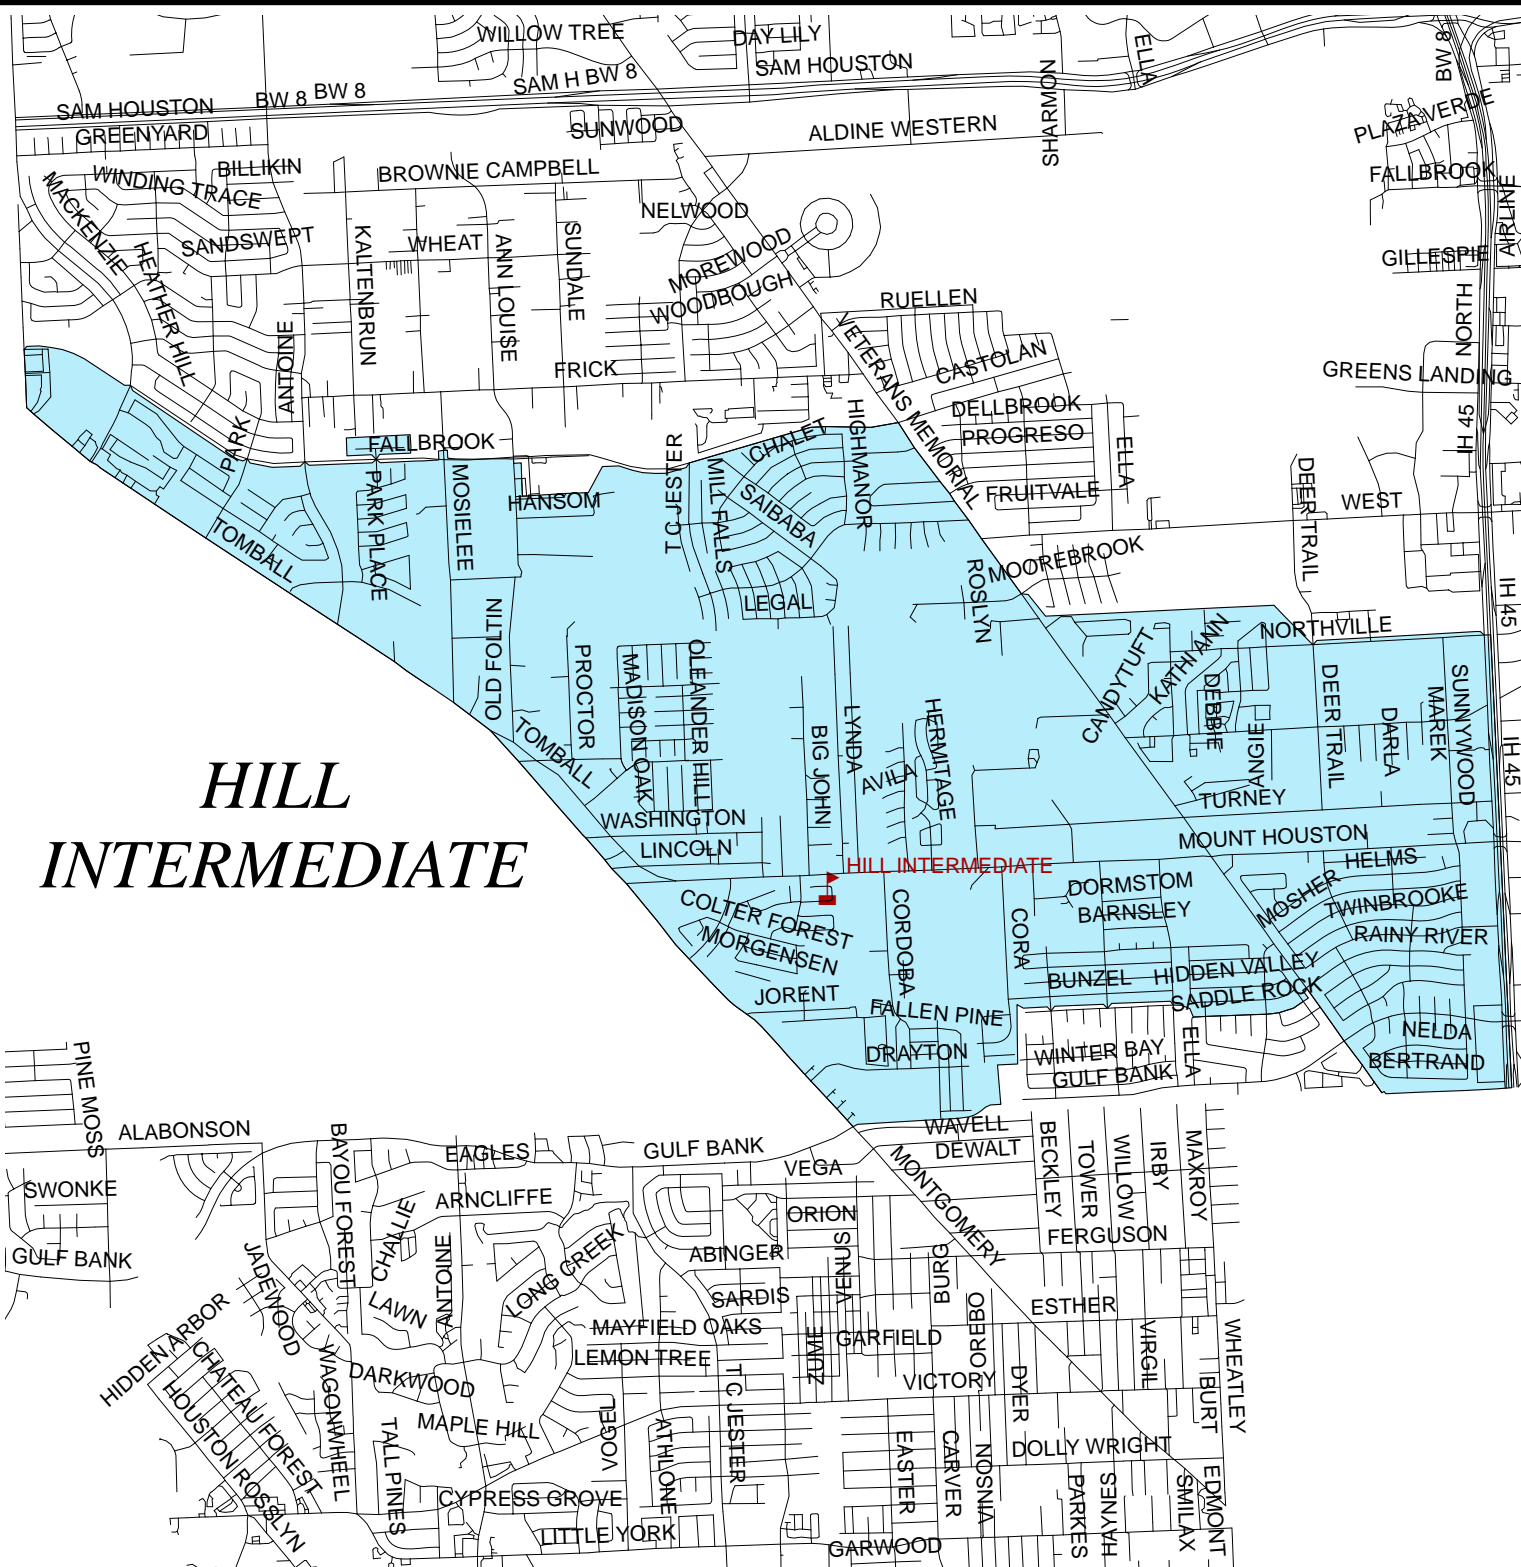 WILLOW TREE
DAY LILY
ELLA
BW 8
SAM HOUSTON
SAM H BW 8
BW 8
BW 8
SAM HOUSTON
SHARMON
GREENYARD
SUNWOOD
ALDINE WESTERN
PLAZA VERDE
BILLIKIN
BROWNIE CAMPBELL
FALLBROOK
WINDING TRACE
MACKENZIE
NELWOOD
AIRLINE
SANDSWEPT
WHEAT
KALTENBRUN
ANN LOUISE
SUNDALE
MOREWOOD
GILLESPIE
HEATHER HILL
WOODBOUGH
RUELLEN
NORTH
ANTOINE
VETERANS MEMORIAL
CASTOLAN
FRICK
GREENS LANDING
DELLBROOK
HIGHMANOR
PROGRESO
IH 45
PARK
FALLBROOK
CHALET
ELLA
T C JESTER
MILL FALLS
SAIBABA
FRUITVALE
DEER TRAIL
WEST
PARK PLACE
MOSIELEE
HANSOM
TOMBALL
MOOREBROOK
ROSLYN
LEGAL
IH 45
OLD FOLTIN
NORTHVILLE
PROCTOR
MADISON OAK
OLEANDER HILL
CANDYTUFT
KATHI ANN
DEBBIE
DEER TRAIL
SUNNYWOOD
MAREK
DARLA
ANGIE
TOMBALL
BIG JOHN
LYNDA
HERMITAGE
AVILA
IH 45
HILL
INTERMEDIATE
TURNEY
WASHINGTON
MOUNT HOUSTON
LINCOLN
HILL INTERMEDIATE
HELMS
DORMSTOM
MOSHER
TWINBROOKE
COLTER FOREST
CORDOBA
CORA
BARNSLEY
RAINY RIVER
MORGENSEN
BUNZEL
HIDDEN VALLEY
JORENT
SADDLE ROCK
FALLEN PINE
NELDA
DRAYTON
WINTER BAY
ELLA
BERTRAND
GULF BANK
PINE MOSS
ALABONSON
BAYOU FOREST
EAGLES
GULF BANK
WAVELL
DEWALT
VEGA
MONTGOMERY
BECKLEY
TOWER
WILLOW
IRBY
MAXROY
SWONKE
ARNCLIFFE
CHALLIE
ORION
FERGUSON
GULF BANK
JADEWOOD
ANTOINE
LONG CREEK
ABINGER
SUNEV
BURG
SARDIS
HIDDEN ARBOR
LAWN
ESTHER
OREBO
MAYFIELD OAKS
GARFIELD
ZUME
VIRGIL
WHEATLEY
LEMON TREE
CHATEAU FOREST
WAGONWHEEL
DARKWOOD
T C JESTER
VICTORY
DYER
BURT
HOUSTON ROSSLYN
TALL PINES
MAPLE HILL
VOGEL
ATHLONE
EASTER
CARVER
VINSON
DOLLY WRIGHT
CYPRESS GROVE
PARKES
HAYNES
SMILAX
EDMONT
LITTLE YORK
GARWOOD